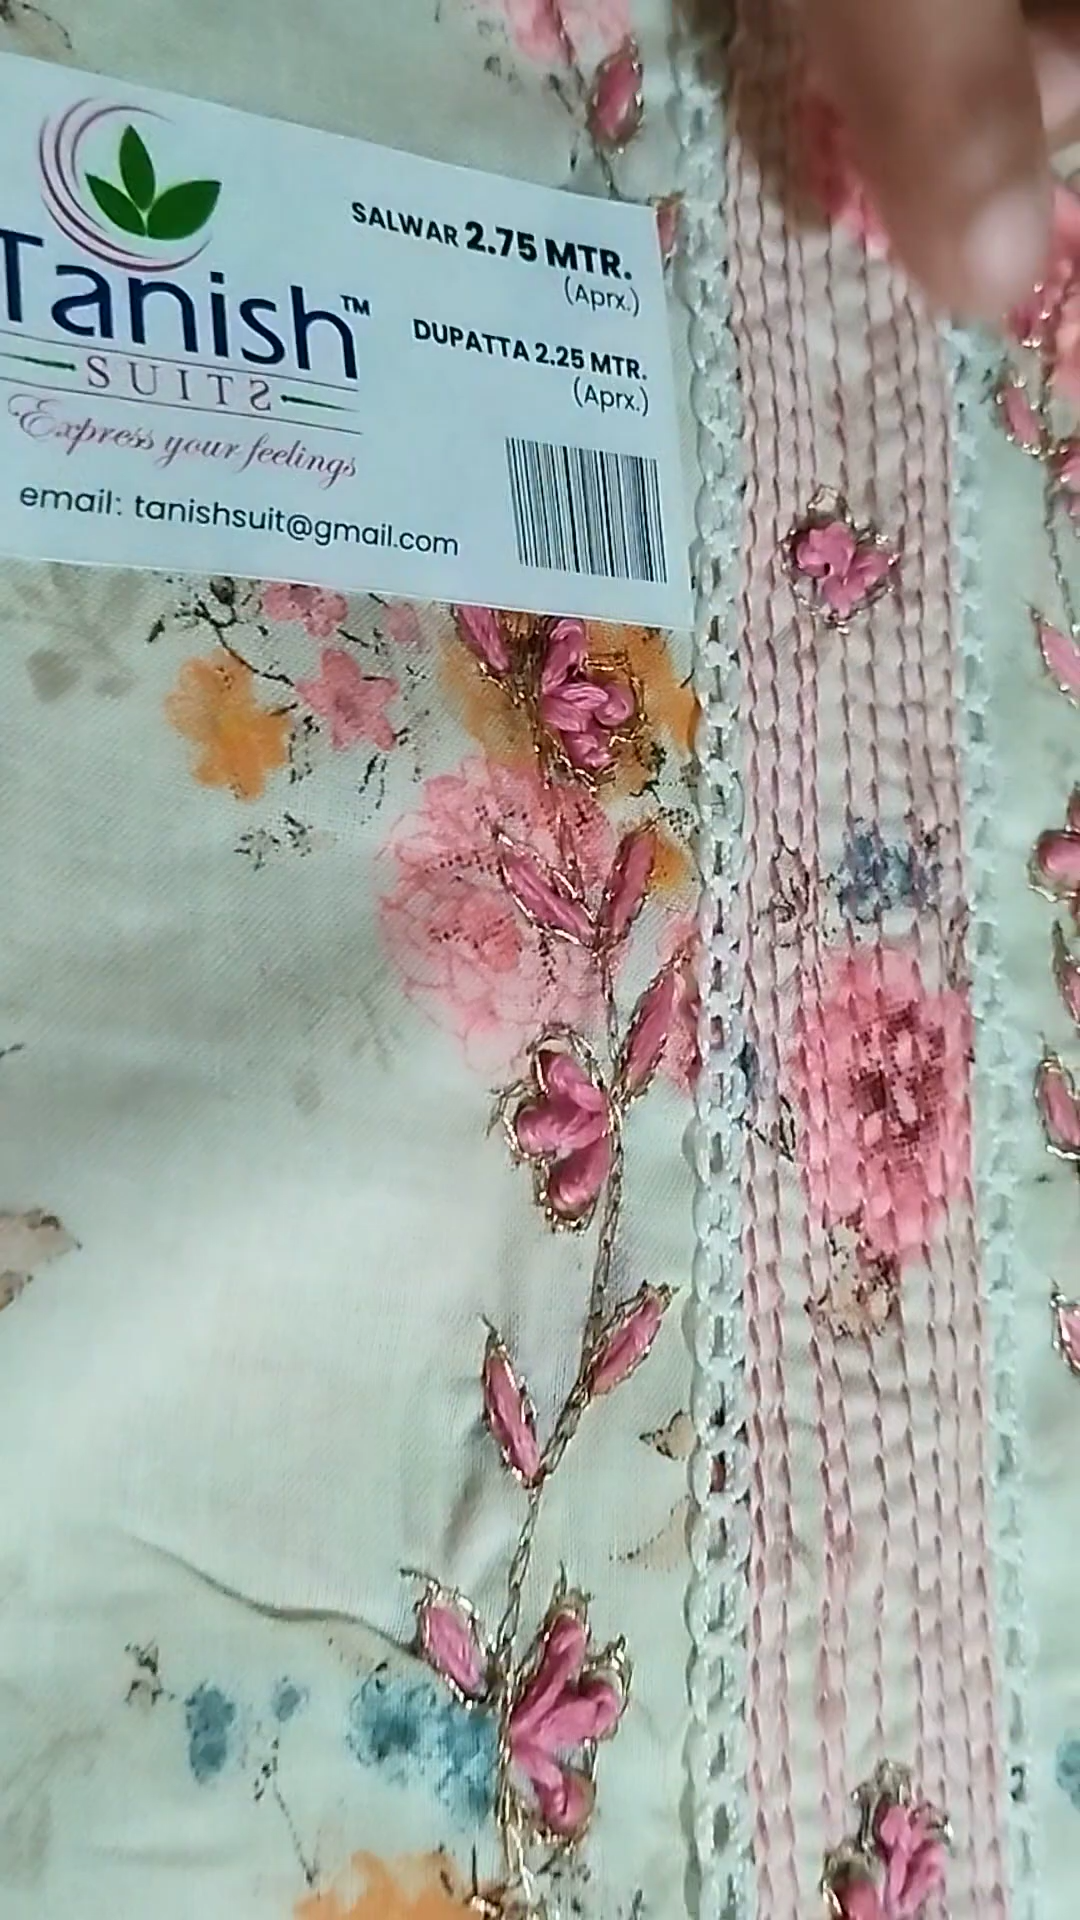 Tanish™
SUITS
Express your feelings
email: tanishsuit@gmail.com
SALWAR 2.75 MTR.
(Aprx.)
DUPATTA 2.25 MTR.
(Aprx.)